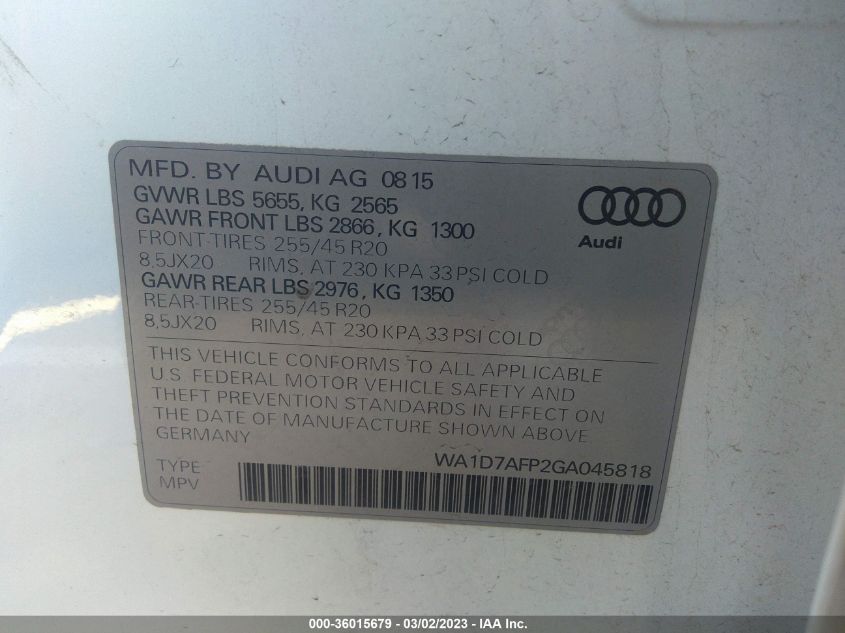 MFD. BY AUDI AG 08 15
GVWR LBS 5655, KG 2565
GAWR FRONT LBS 2866, KG 1300
FRONT-TIRES 255/45 R20
8,5JX20 RIMS, AT 230 KPA 33 PSI COLD
GAWR REAR LBS 2976, KG 1350
REAR-TIRES 255/45 R20
8,5JX20 RIMS, AT 230 KPA 33 PSI COLD
Audi
THIS VEHICLE CONFORMS TO ALL APPLICABLE
U.S. FEDERAL MOTOR VEHICLE SAFETY AND
THEFT PREVENTION STANDARDS IN EFFECT ON
THE DATE OF MANUFACTURE SHOWN ABOVE.
GERMANY
WA1D7AFP2GA045818
TYPE
MPV
000-36015679 - 03/02/2023 - IAA Inc.